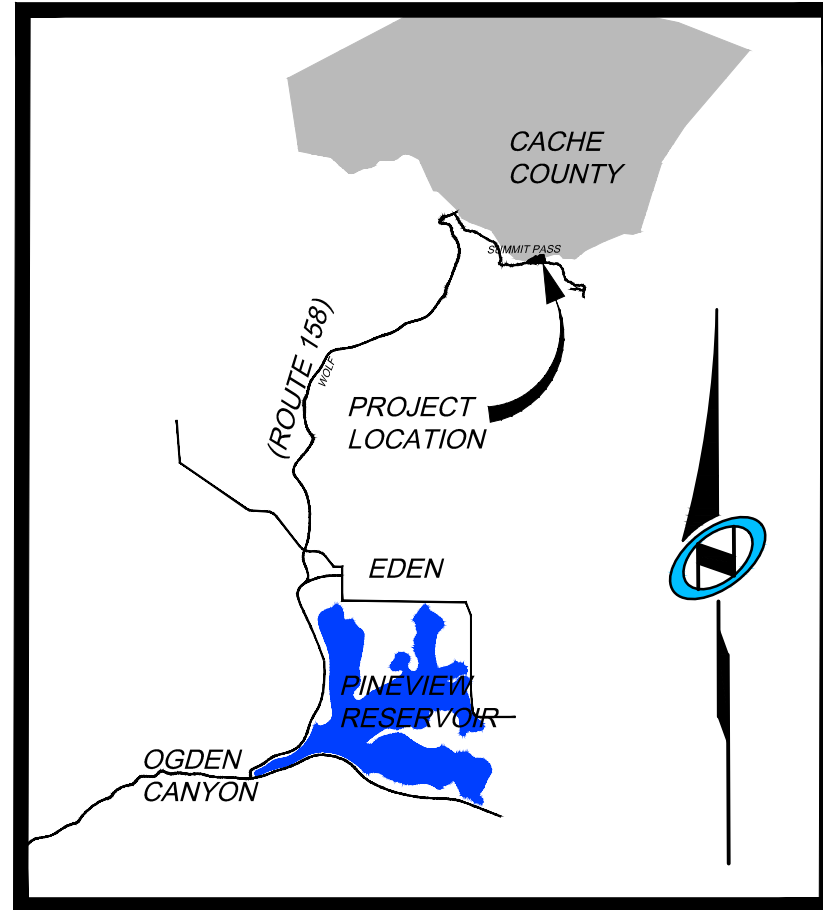 CACHE
COUNTY
SUMMIT PASS
(ROUTE 158)
WOLF
PROJECT
LOCATION
EDEN
N
PINEVIEW
RESERVOIR
OGDEN
CANYON